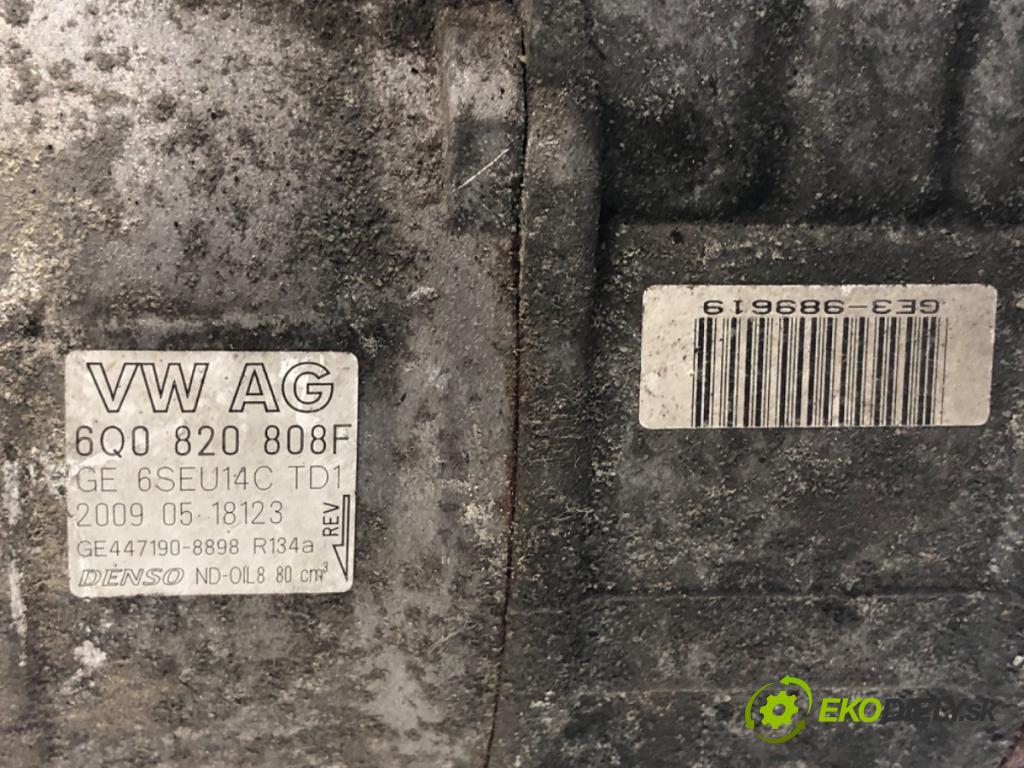 VW AG
6Q0 820 808F
GE 6SEU14C TD1
2009 05 18123
REV
GE447190-8898 R134a
DENSO ND-OIL8 80 cm³
GE3-989619
EKODIELY.sk